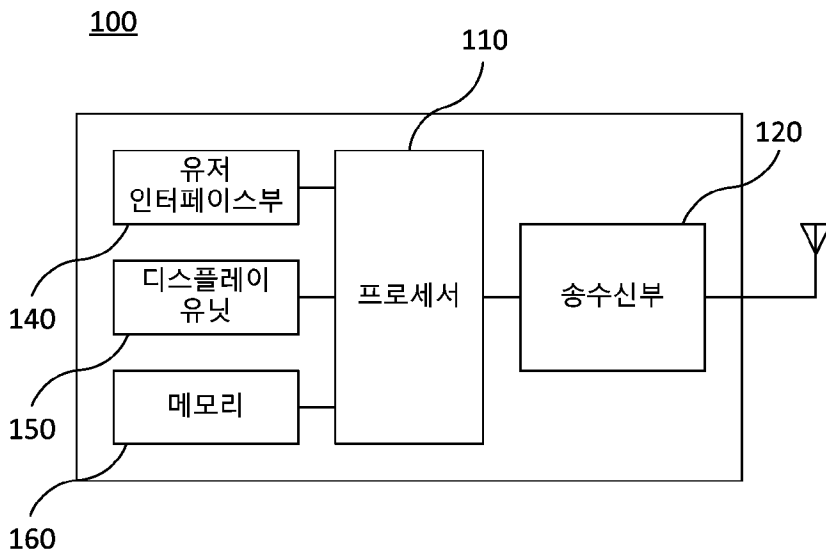 100
110
120
유저
인터페이스부
디스플레이
유닛
메모리
프로세서
송수신부
140
150
160